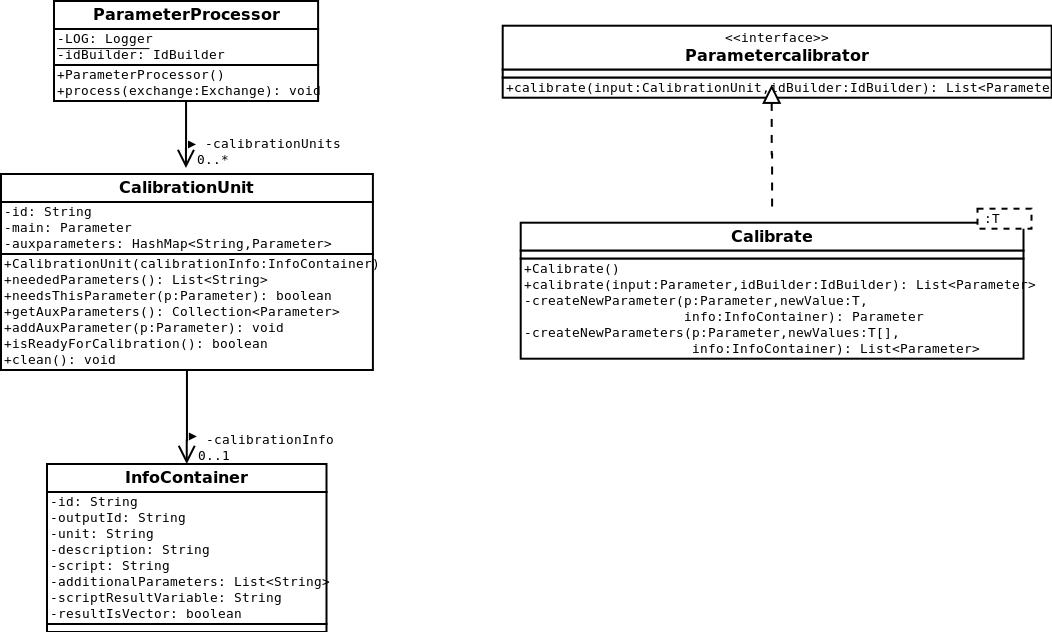 ParameterProcessor
-LOG: Logger
-idBuilder: IdBuilder
+ParameterProcessor()
+process(exchange:Exchange): void
-calibrationUnits
0..*
CalibrationUnit
-id: String
-main: Parameter
-auxparameters: HashMap<String,Parameter>
+CalibrationUnit(calibrationInfo:InfoContainer)
+neededParameters(): List<String>
+needsThisParameter(p:Parameter): boolean
+getAuxParameters(): Collection<Parameter>
+addAuxParameter(p:Parameter): void
+isReadyForCalibration(): boolean
+clean(): void
-calibrationInfo
0..1
InfoContainer
-id: String
-outputId: String
-unit: String
-description: String
-script: String
-additionalParameters: List<String>
-scriptResultVariable: String
-resultIsVector: boolean
<<interface>>
Parametercalibrator
+calibrate(input:CalibrationUnit,idBuilder:IdBuilder): List<Paramete
:T
Calibrate
+Calibrate()
+calibrate(input:Parameter,idBuilder:IdBuilder): List<Parameter>
-createNewParameter(p:Parameter,newValue:T,
info:InfoContainer): Parameter
-createNewParameters(p:Parameter,newValues:T[],
info:InfoContainer): List<Parameter>